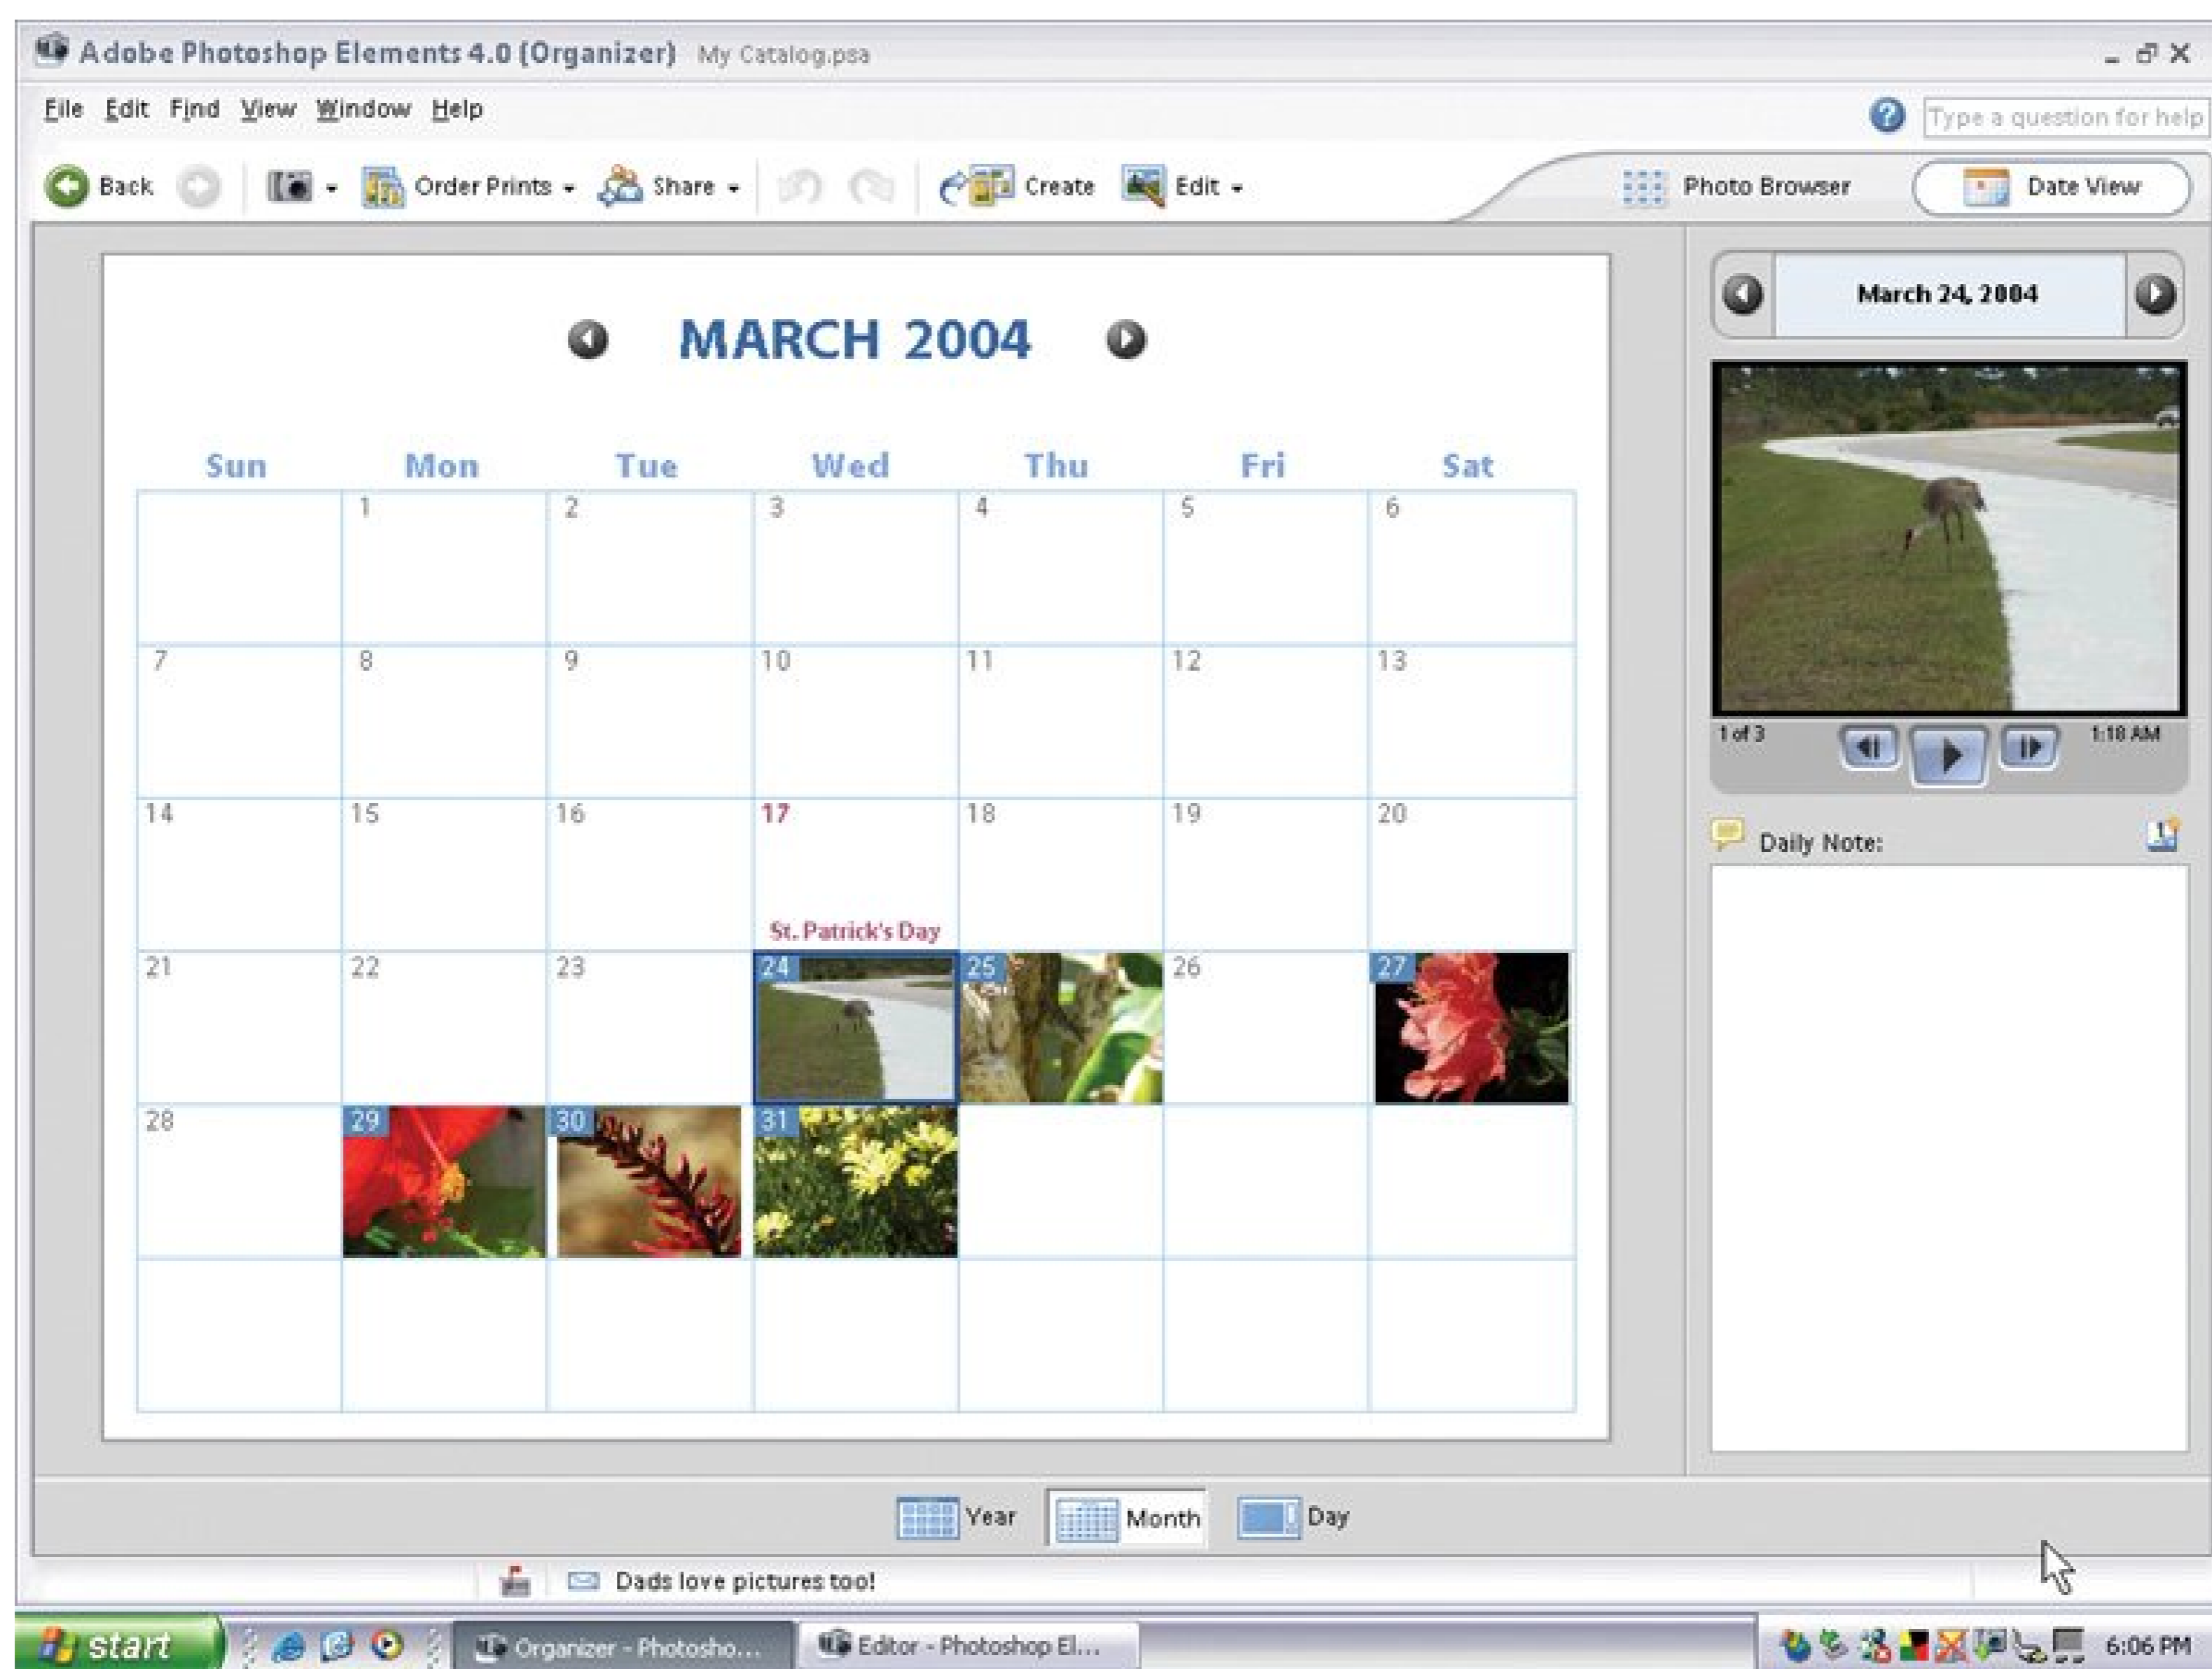 Adobe Photoshop Elements 4.0 (Organizer) My Catalog.psa
File Edit Find View Window Help
Type a question for help
Back Order Prints Share Create Edit Photo Browser Date View
MARCH 2004
March 24, 2004
Sun Mon Tue Wed Thu Fri Sat
1 2 3 4 5 6
7 8 9 10 11 12 13
1 of 3 1:18 AM
14 15 16 17 18 19 20
Daily Note:
St. Patrick's Day
21 22 23 24 25 26 27
28 29 30 31
Year Month Day
Dads love pictures too!
start Organizer - Photosho... Editor - Photoshop El... 6:06 PM